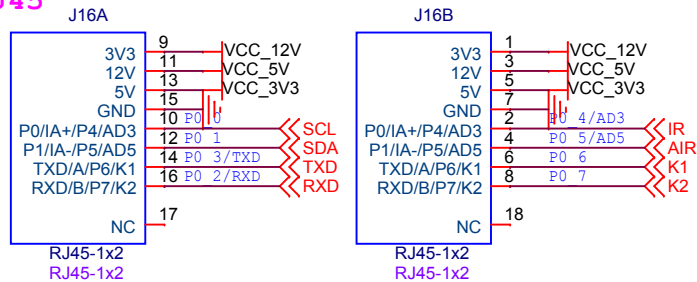 J45
J16A
3V3 9 VCC_12V
12V 11 VCC_5V
5V 13 VCC_3V3
GND 15
P0/IA+/P4/AD3 10 P0_0 SCL
P1/IA-/P5/AD5 12 P0_1 SDA
TXD/A/P6/K1 14 P0_3/TXD TXD
RXD/B/P7/K2 16 P0_2/RXD RXD
NC 17
RJ45-1x2
RJ45-1x2
J16B
3V3 1 VCC_12V
12V 3 VCC_5V
5V 5 VCC_3V3
GND 7
P0/IA+/P4/AD3 2 P0_4/AD3 IR
P1/IA-/P5/AD5 4 P0_5/AD5 AIR
TXD/A/P6/K1 6 P0_6 K1
RXD/B/P7/K2 8 P0_7 K2
NC 18
RJ45-1x2
RJ45-1x2